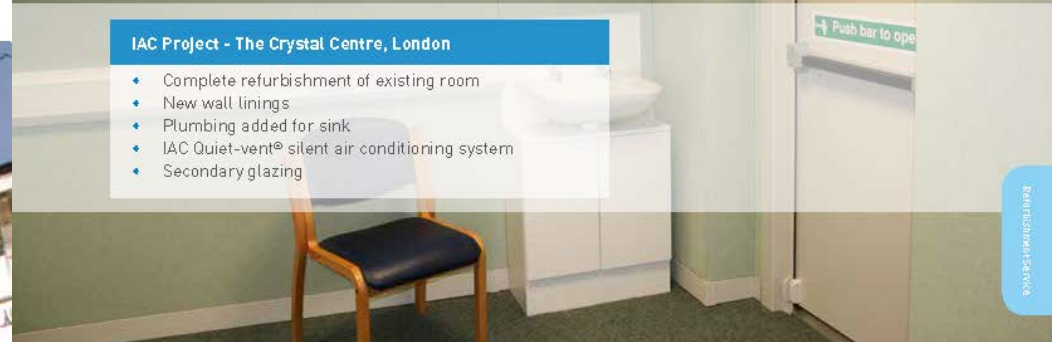 IAC Project - The Crystal Centre, London
Complete refurbishment of existing room
New wall linings
Plumbing added for sink
IAC Quiet-vent® silent air conditioning system
Secondary glazing
Push bar to ope
Refurbishment Service